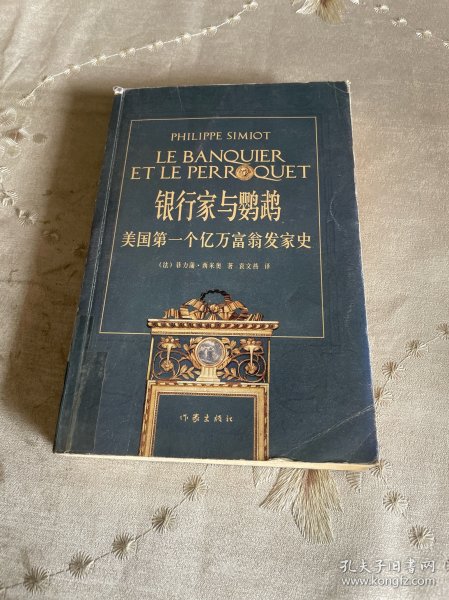 PHILIPPE SIMIOT
LE BANQUIER
ET LE PERROQUET
银行家与鹦鹉
美国第一个亿万富翁发家史
（法）菲力浦·西米奥 著 袁文燕 译
作家出版社
孔夫子旧书网
www.kongfz.com